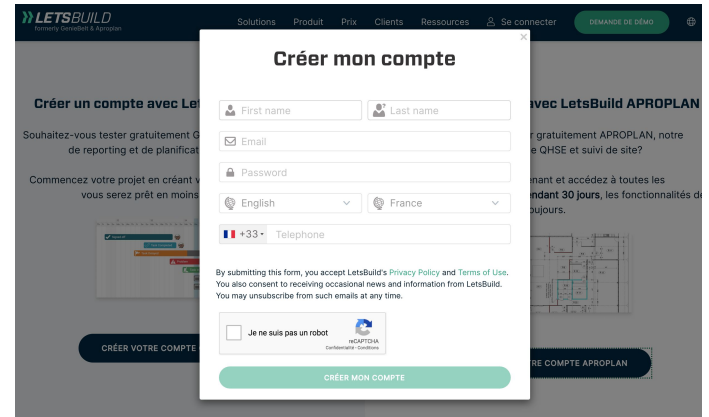 LETSBUILD
formerly GenieBelt & Aproplan
Solutions Produit Prix Clients Ressources Se connecter DEMANDE DE DÉMO
×
Créer mon compte
First name
Last name
Email
Password
English
France
+33
Telephone
By submitting this form, you accept LetsBuild's Privacy Policy and Terms of Use.
You also consent to receiving occasional news and information from LetsBuild.
You may unsubscribe from such emails at any time.
Je ne suis pas un robot
reCAPTCHA
Confidentialité - Conditions
CRÉER MON COMPTE
Créer un compte avec Let
Souhaitez-vous tester gratuitement G
de reporting et de planificat
Commencez votre projet en créant v
vous serez prêt en moins
CRÉER VOTRE COMPTE
avec LetsBuild APROPLAN
r gratuitement APROPLAN, notre
e QHSE et suivi de site?
enant et accédez à toutes les
endant 30 jours, les fonctionnalités de
oujours.
RE COMPTE APROPLAN